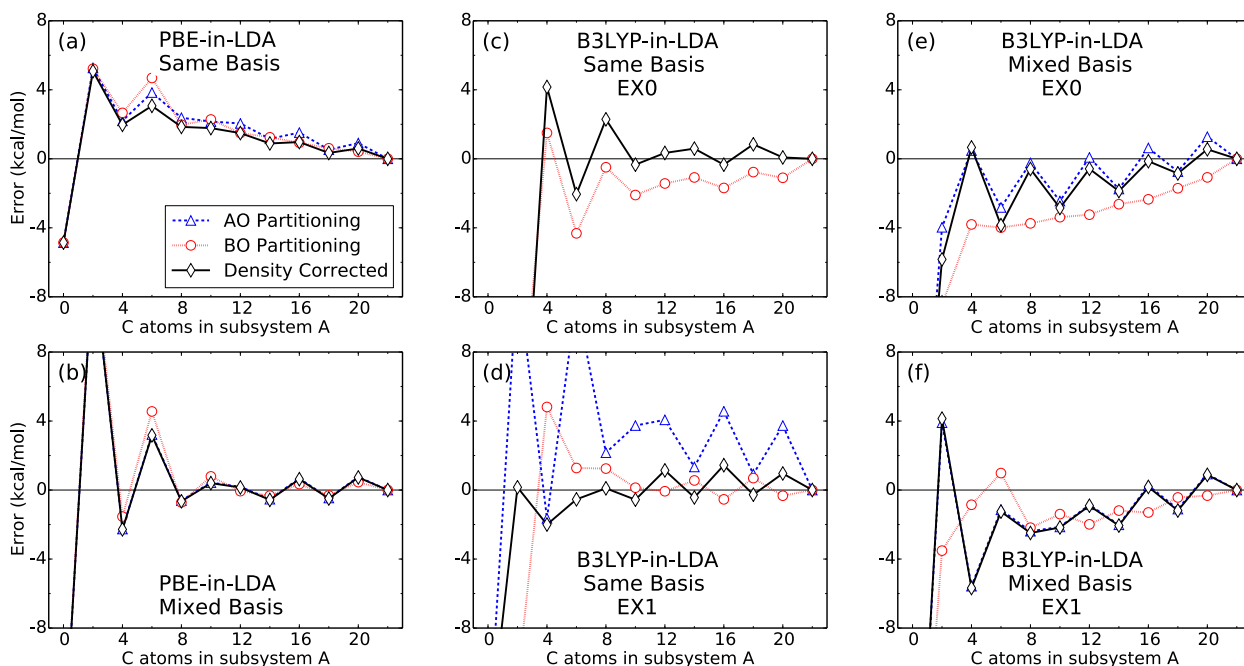 (a)
PBE-in-LDA
Same Basis
8
4
0
-4
-8
Error (kcal/mol)
AO Partitioning
BO Partitioning
Density Corrected
0 4 8 12 16 20
C atoms in subsystem A
(c)
B3LYP-in-LDA
Same Basis
EX0
8
4
0
-4
-8
0 4 8 12 16 20
C atoms in subsystem A
(e)
B3LYP-in-LDA
Mixed Basis
EX0
8
4
0
-4
-8
0 4 8 12 16 20
C atoms in subsystem A
(b)
8
4
0
-4
-8
Error (kcal/mol)
PBE-in-LDA
Mixed Basis
0 4 8 12 16 20
C atoms in subsystem A
(d)
8
4
0
-4
-8
B3LYP-in-LDA
Same Basis
EX1
0 4 8 12 16 20
C atoms in subsystem A
(f)
8
4
0
-4
-8
B3LYP-in-LDA
Mixed Basis
EX1
0 4 8 12 16 20
C atoms in subsystem A